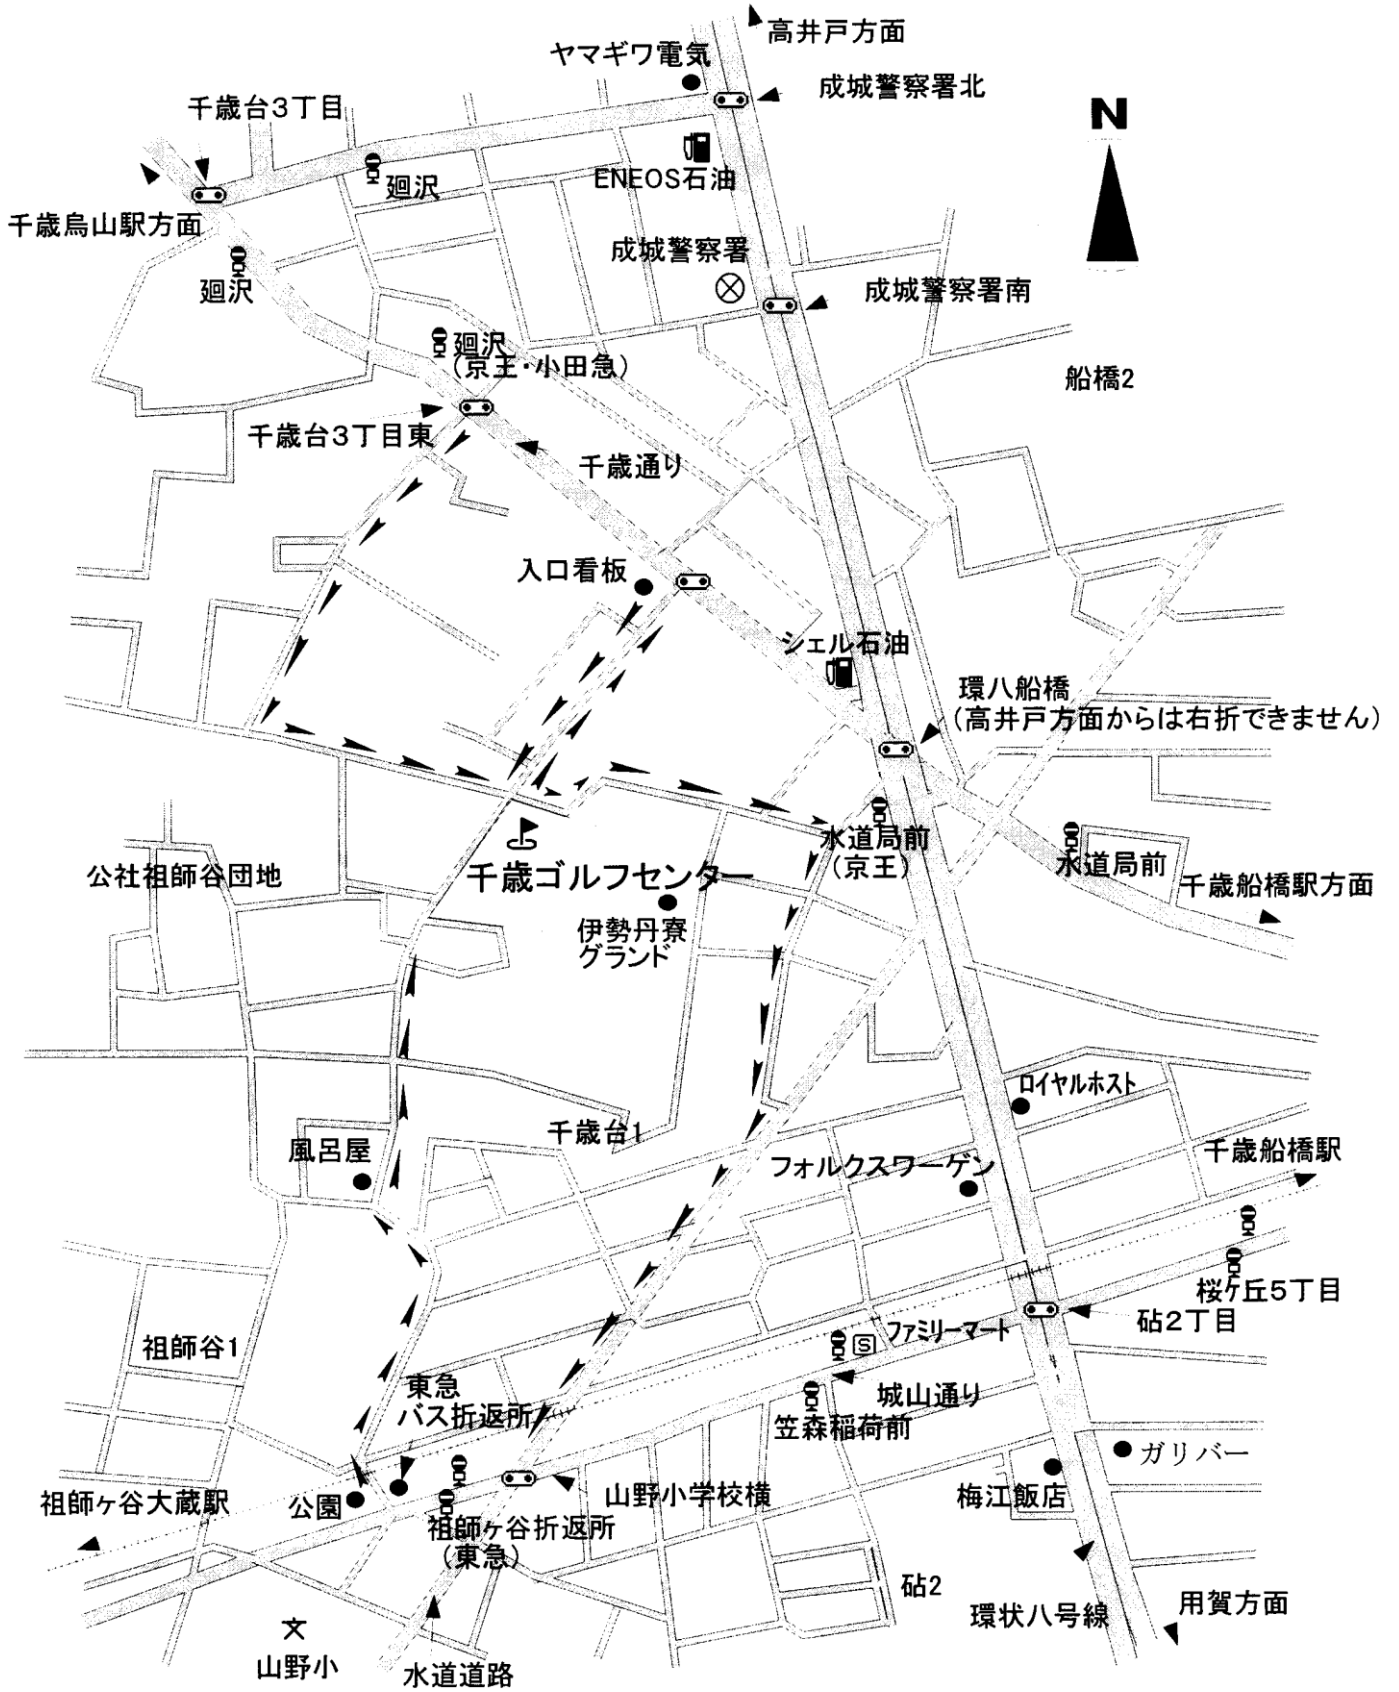 高井戸方面
ヤマギワ電気
成城警察署北
千歳台3丁目
N
廻沢
ENEOS石油
千歳烏山駅方面
成城警察署
廻沢
成城警察署南
廻沢
(京王・小田急)
船橋2
千歳台3丁目東
千歳通り
入口看板
シェル石油
環八船橋
(高井戸方面からは右折できません)
水道局前
(京王)
水道局前
公社祖師谷団地
千歳ゴルフセンター
千歳船橋駅方面
伊勢丹寮
グランド
ロイヤルホスト
千歳台1
風呂屋
フォルクスワーゲン
千歳船橋駅
桜ケ丘5丁目
砧2丁目
ファミリーマート
S
祖師谷1
東急
バス折返所
城山通り
笠森稲荷前
ガリバー
祖師ヶ谷大蔵駅
公園
山野小学校横
梅江飯店
祖師ヶ谷折返所
(東急)
砧2
環状八号線
用賀方面
文
山野小
水道道路